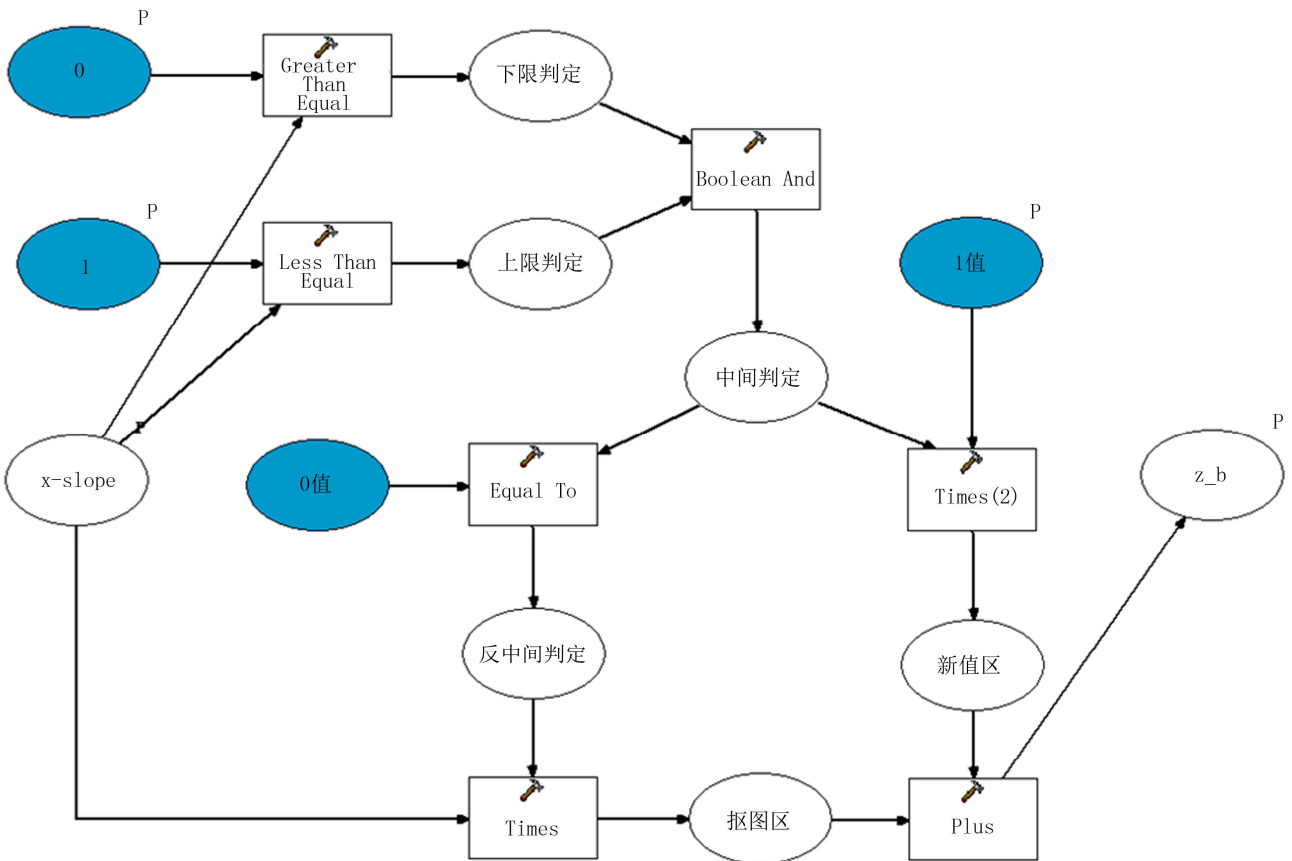 P
P
0
Greater
Than
Equal
下限判定
Boolean And
P
P
1
Less Than
Equal
上限判定
1值
中间判定
P
P
x-slope
0值
Equal To
Times(2)
z_b
反中间判定
新值区
Times
抠图区
Plus